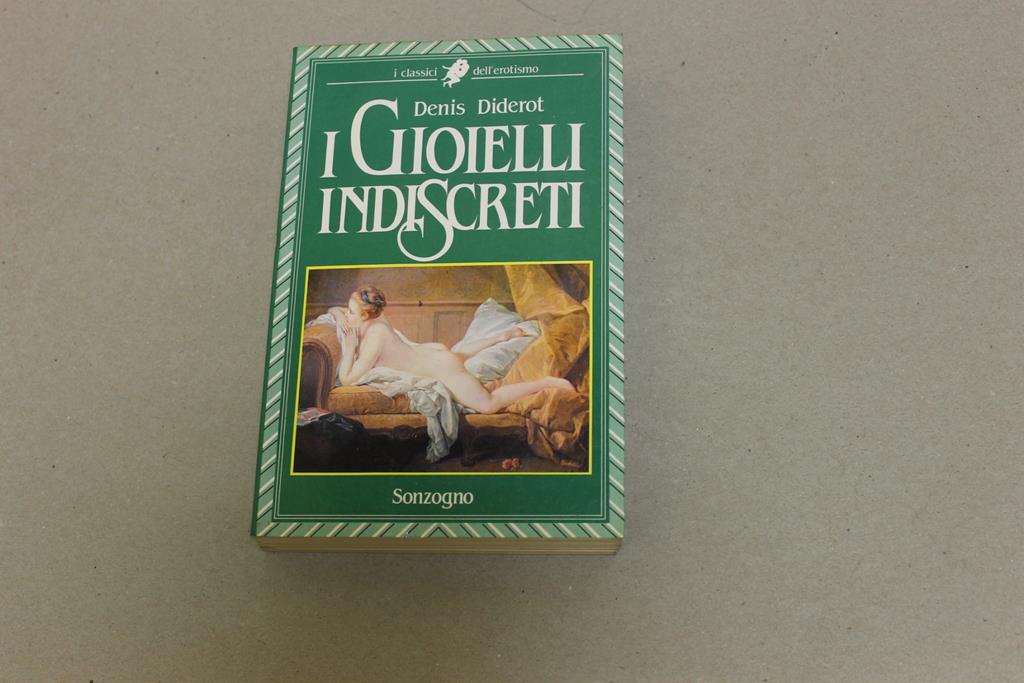 i classici dell'erotismo
Denis Diderot
I GIOIELLI
INDISCRETI
Sonzogno